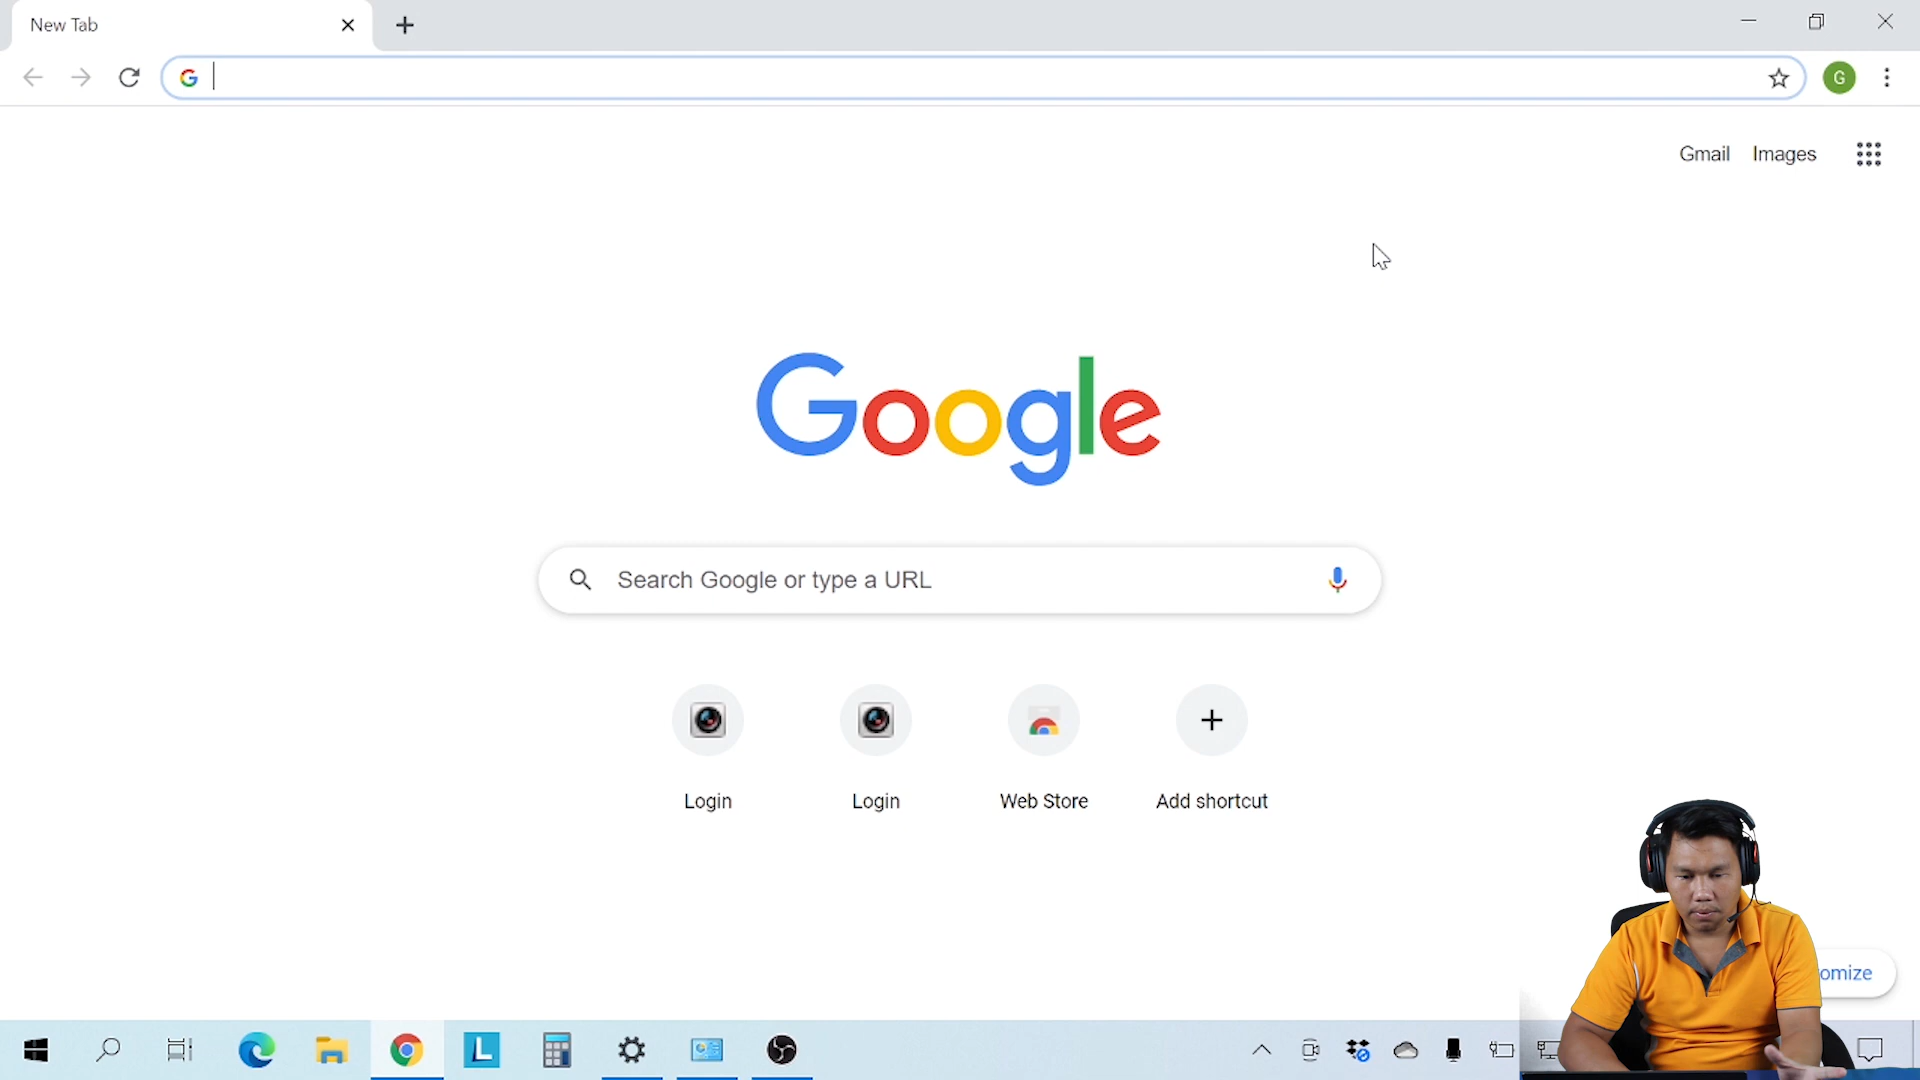 New Tab
G
Gmail Images
Google
Search Google or type a URL
Login Login Web Store Add shortcut
omize
L